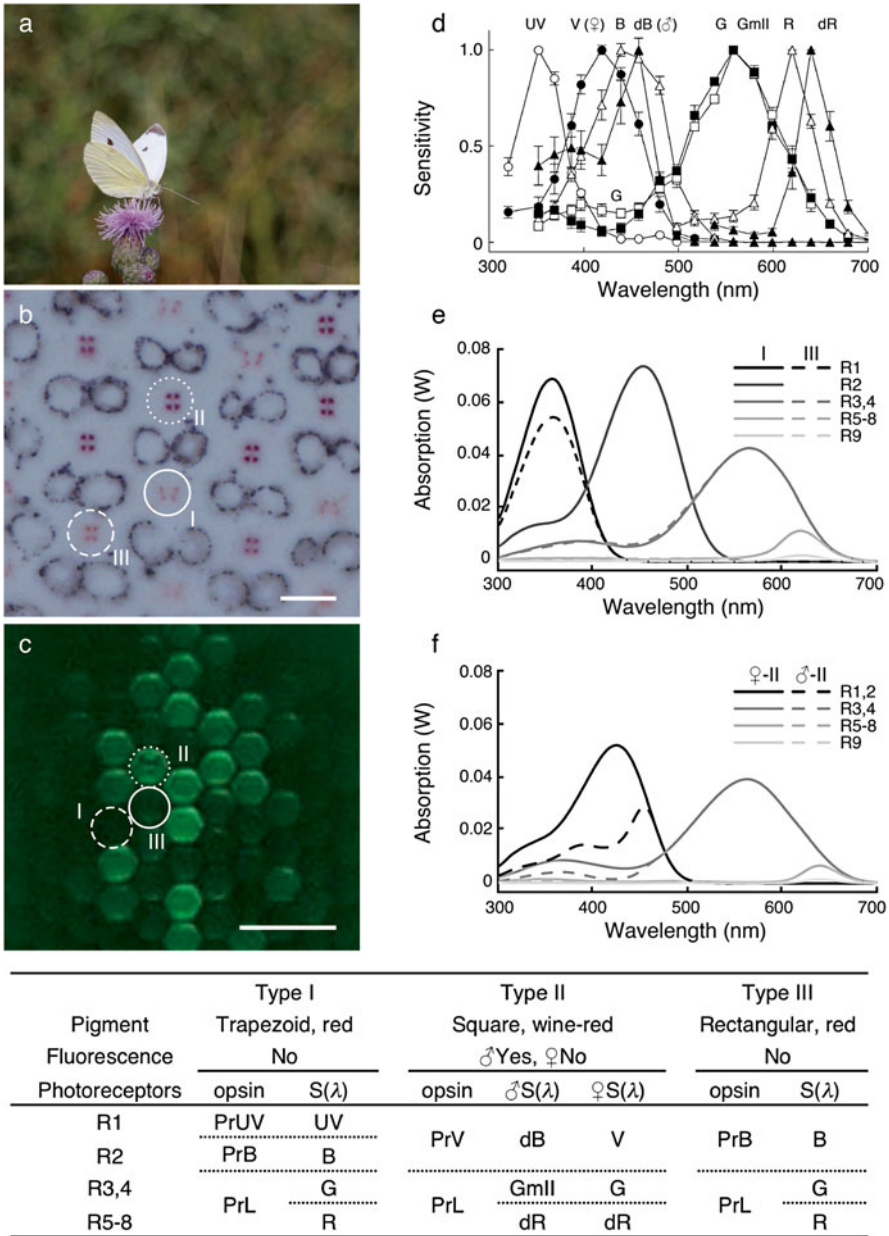 a
b
II
I
III
c
II
I
III
d
UV V (♀) B dB (♂) G GmII R dR
Sensitivity
1.0
0.5
0
G
300 400 500 600 700
Wavelength (nm)
e
Absorption (W)
0.08
0.06
0.04
0.02
0
I III
R1
R2
R3,4
R5-8
R9
300 400 500 600 700
Wavelength (nm)
f
Absorption (W)
0.08
0.06
0.04
0.02
0
♀-II ♂-II
R1,2
R3,4
R5-8
R9
300 400 500 600 700
Wavelength (nm)
Type I Type II Type III
Pigment Trapezoid, red Square, wine-red Rectangular, red
Fluorescence No ♂Yes, ♀No No
Photoreceptors opsin S(λ) opsin ♂S(λ) ♀S(λ) opsin S(λ)
R1 PrUV UV
PrV dB V PrB B
R2 PrB B
R3,4 G GmII G G
PrL PrL PrL
R5-8 R dR dR R